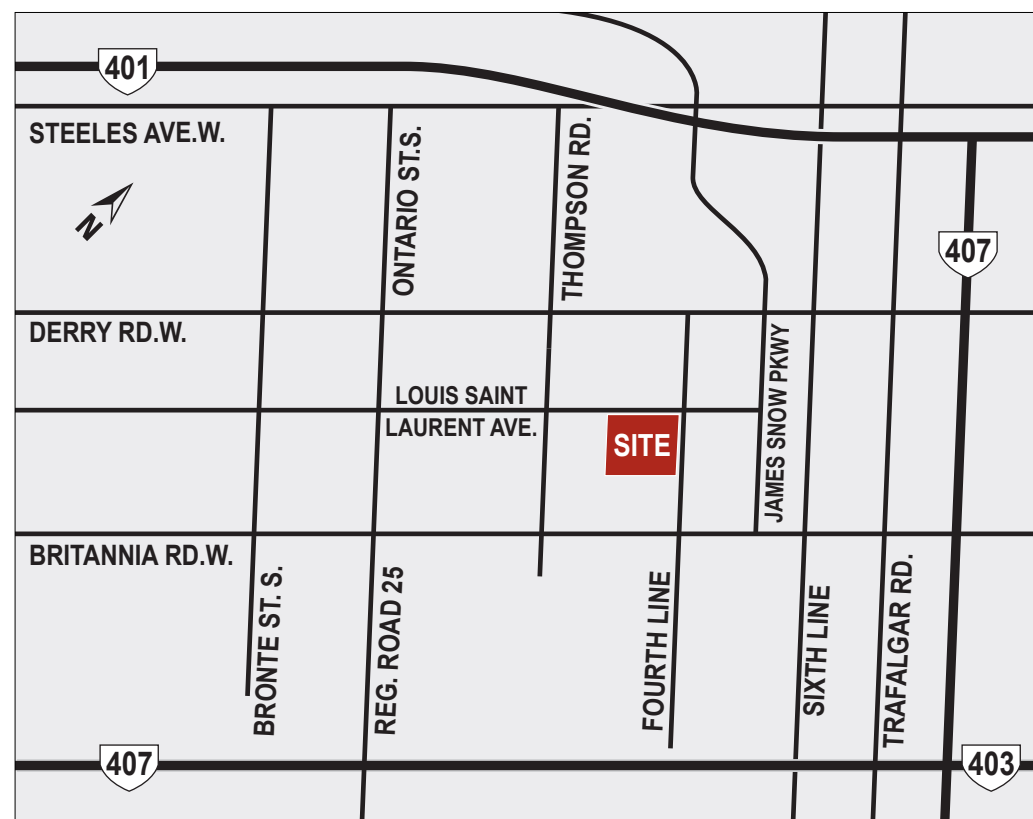 401
STEELES AVE.W.
N
ONTARIO ST.S.
THOMPSON RD.
407
DERRY RD.W.
LOUIS SAINT
LAURENT AVE.
SITE
JAMES SNOW PKWY
BRITANNIA RD.W.
BRONTE ST. S.
REG. ROAD 25
FOURTH LINE
SIXTH LINE
TRAFALGAR RD.
407
403